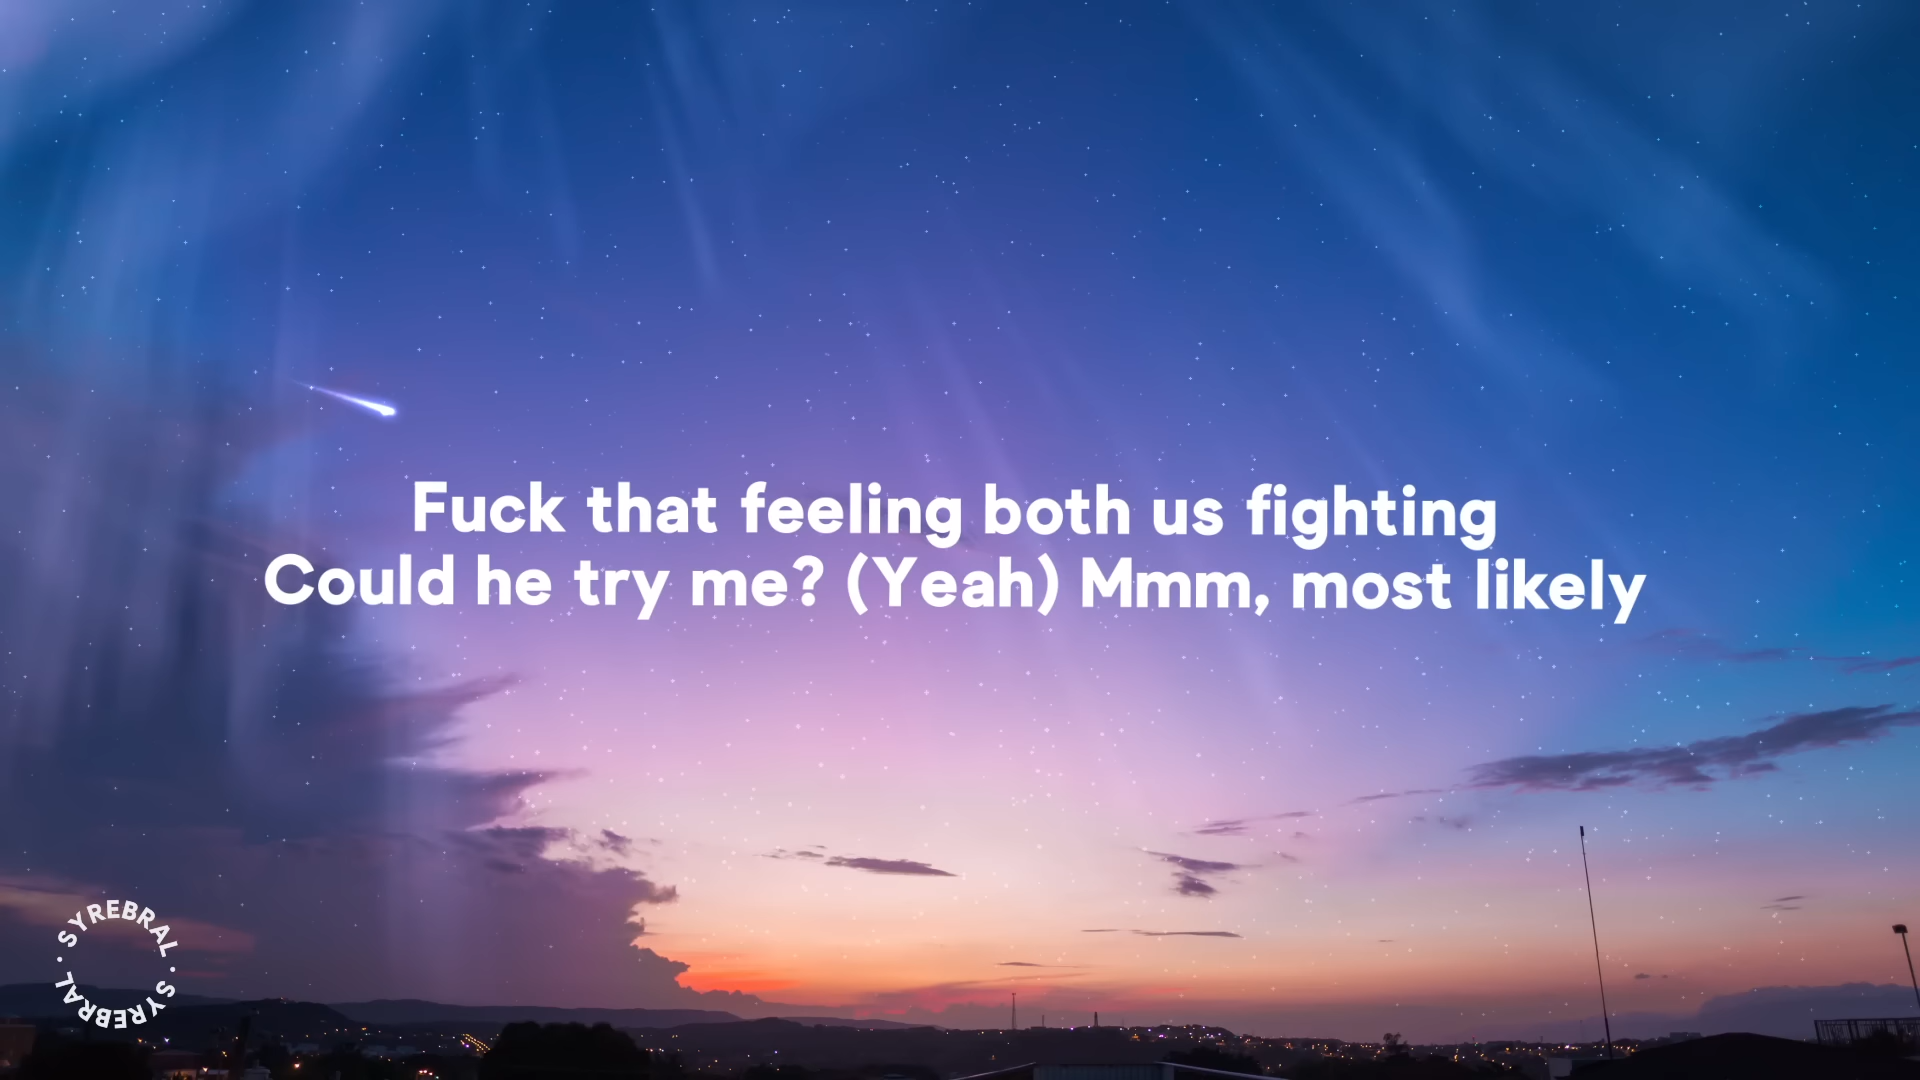 Fuck that feeling both us fighting
Could he try me? (Yeah) Mmm, most likely
SYREBRAL · SYREBRAL ·